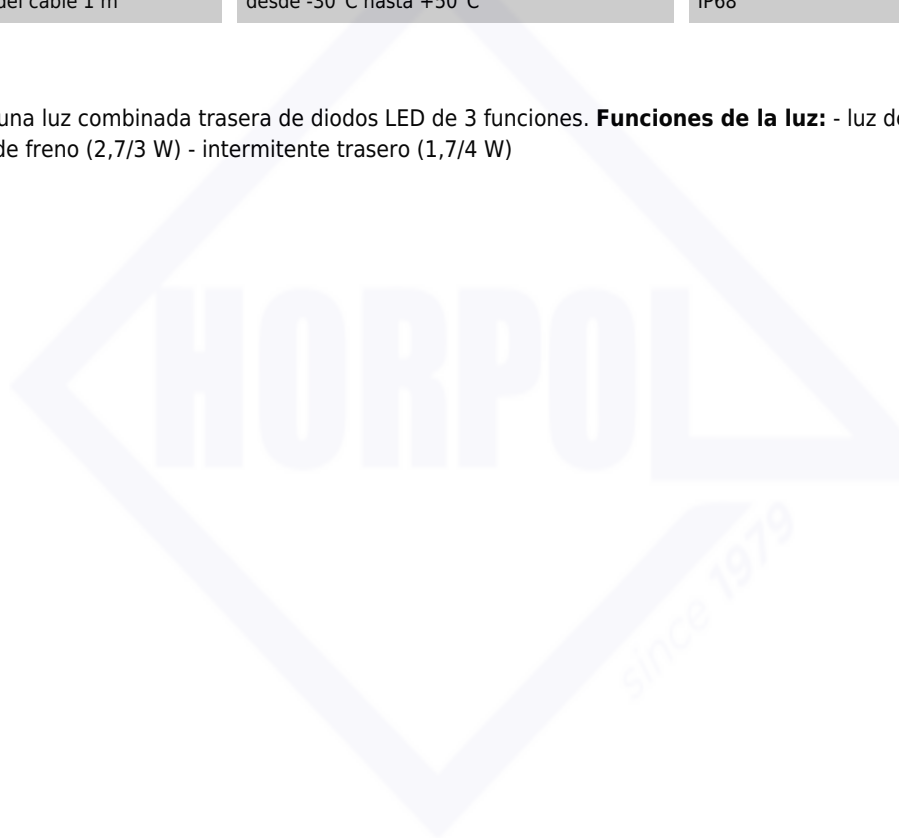 del cable 1 m desde -30°C hasta +50°C IP68
una luz combinada trasera de diodos LED de 3 funciones. Funciones de la luz: - luz de
de freno (2,7/3 W) - intermitente trasero (1,7/4 W)
HORPOL
since 1979